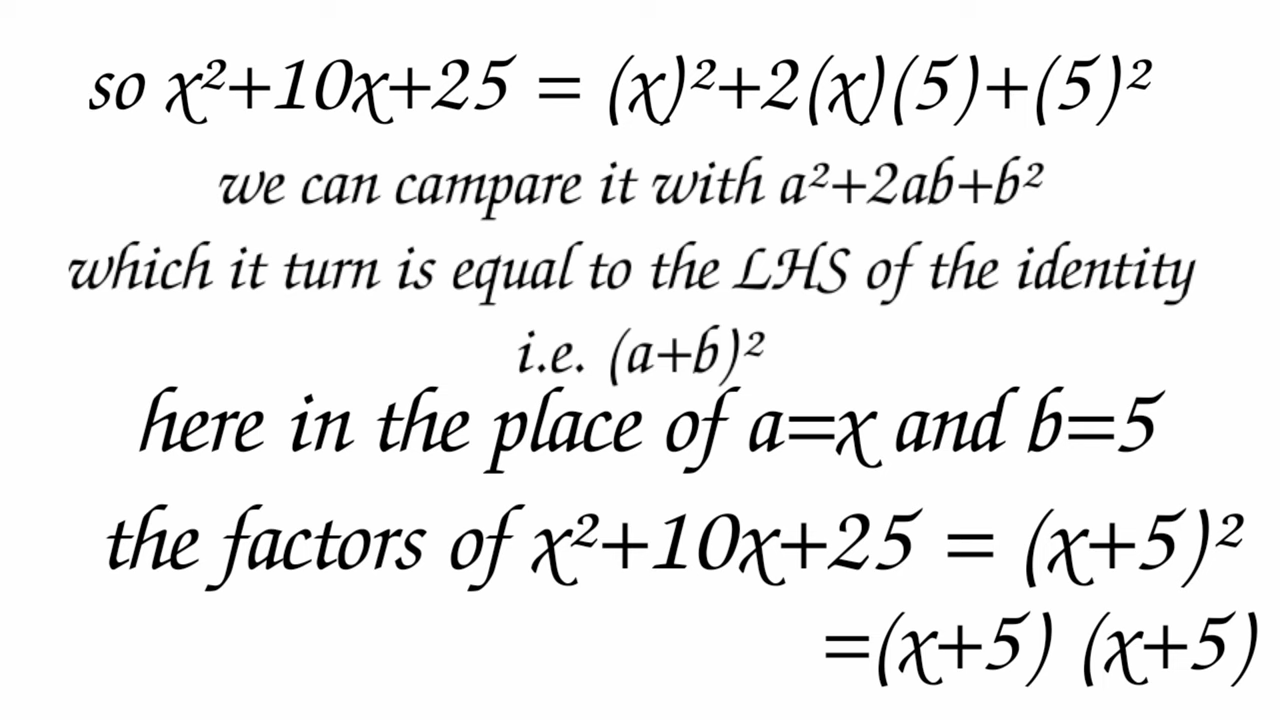 so x²+10x+25 = (x)²+2(x)(5)+(5)²
we can campare it with a²+2ab+b²
which it turn is equal to the LHS of the identity
i.e. (a+b)²
here in the place of a=x and b=5
the factors of x²+10x+25 = (x+5)²
=(x+5) (x+5)